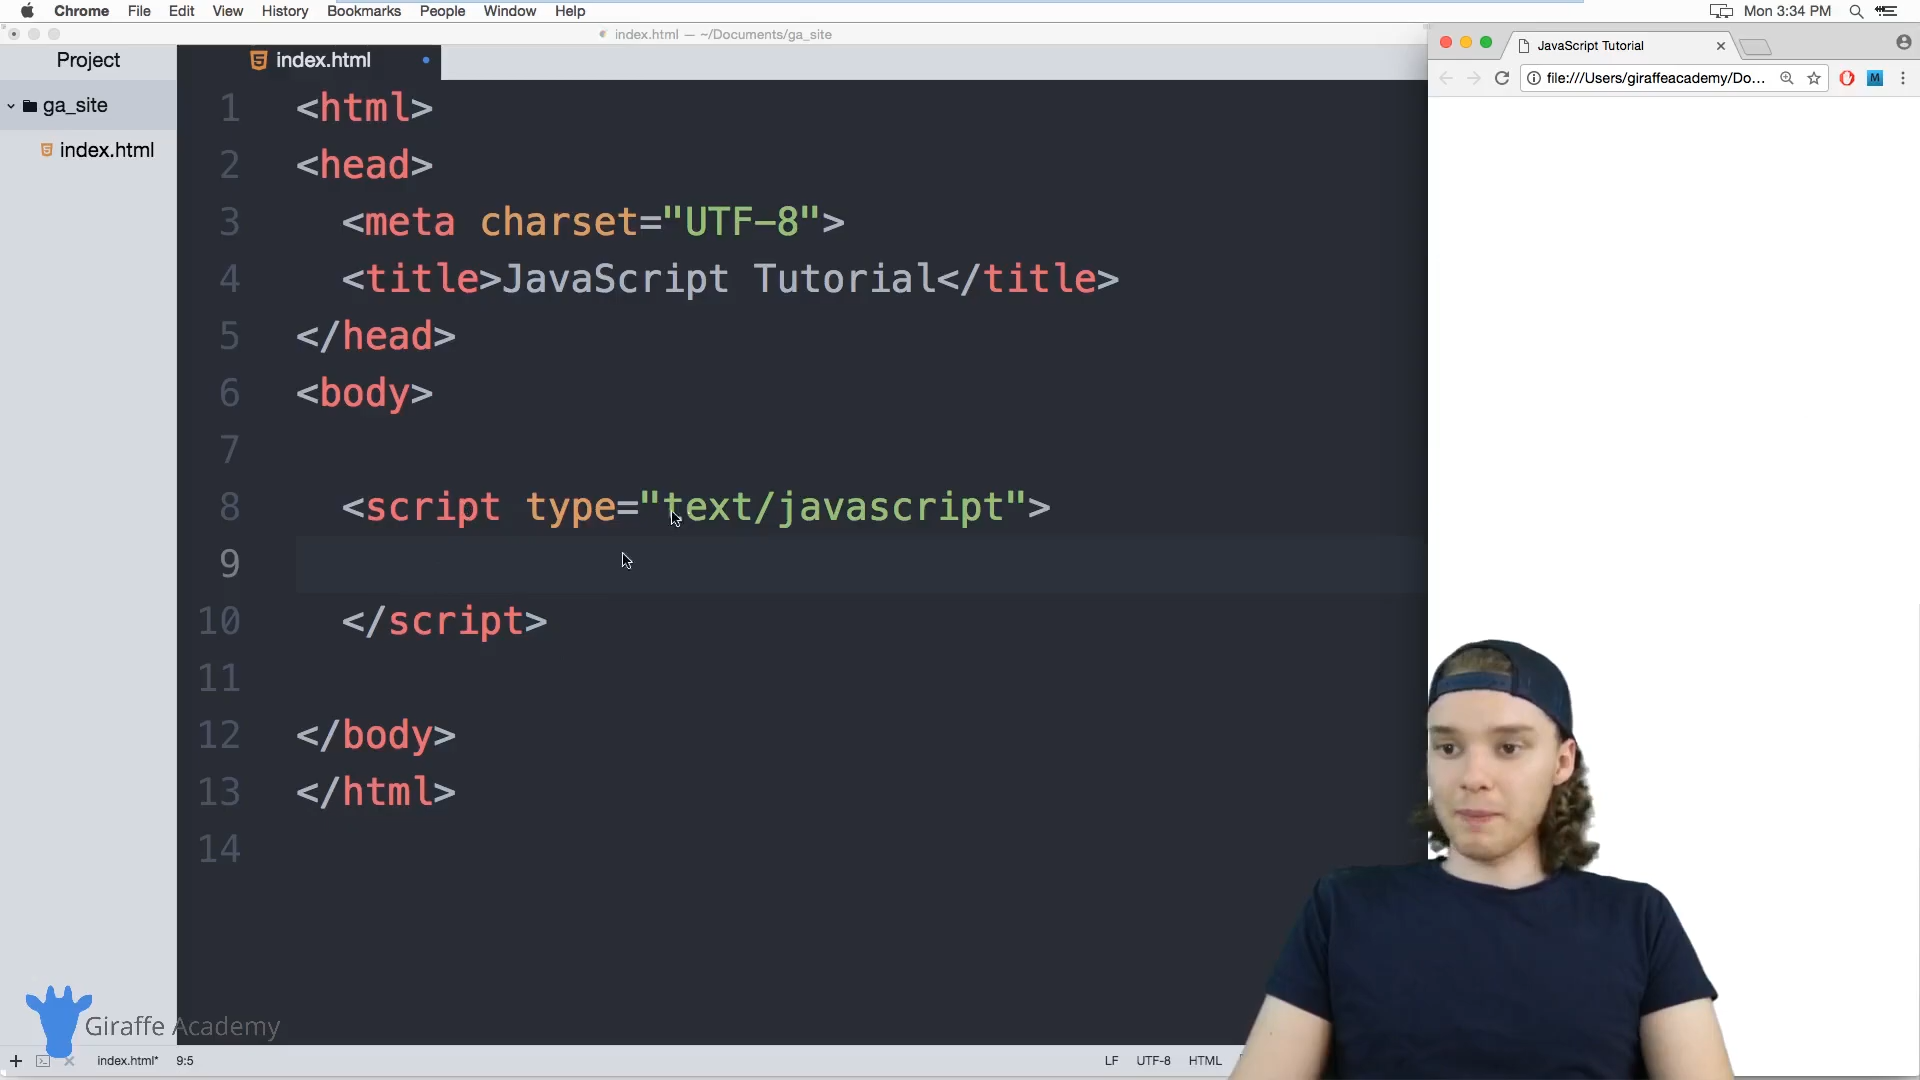 Chrome File Edit View History Bookmarks People Window Help Mon 3:34 PM
index.html — ~/Documents/ga_site
JavaScript Tutorial
file:///Users/giraffeacademy/Do...
M
Project
index.html
ga_site
index.html
1 <html>
2 <head>
3 <meta charset="UTF-8">
4 <title>JavaScript Tutorial</title>
5 </head>
6 <body>
7
8 <script type="text/javascript">
9
10 </script>
11
12 </body>
13 </html>
14
Giraffe Academy
index.html* 9:5 LF UTF-8 HTML